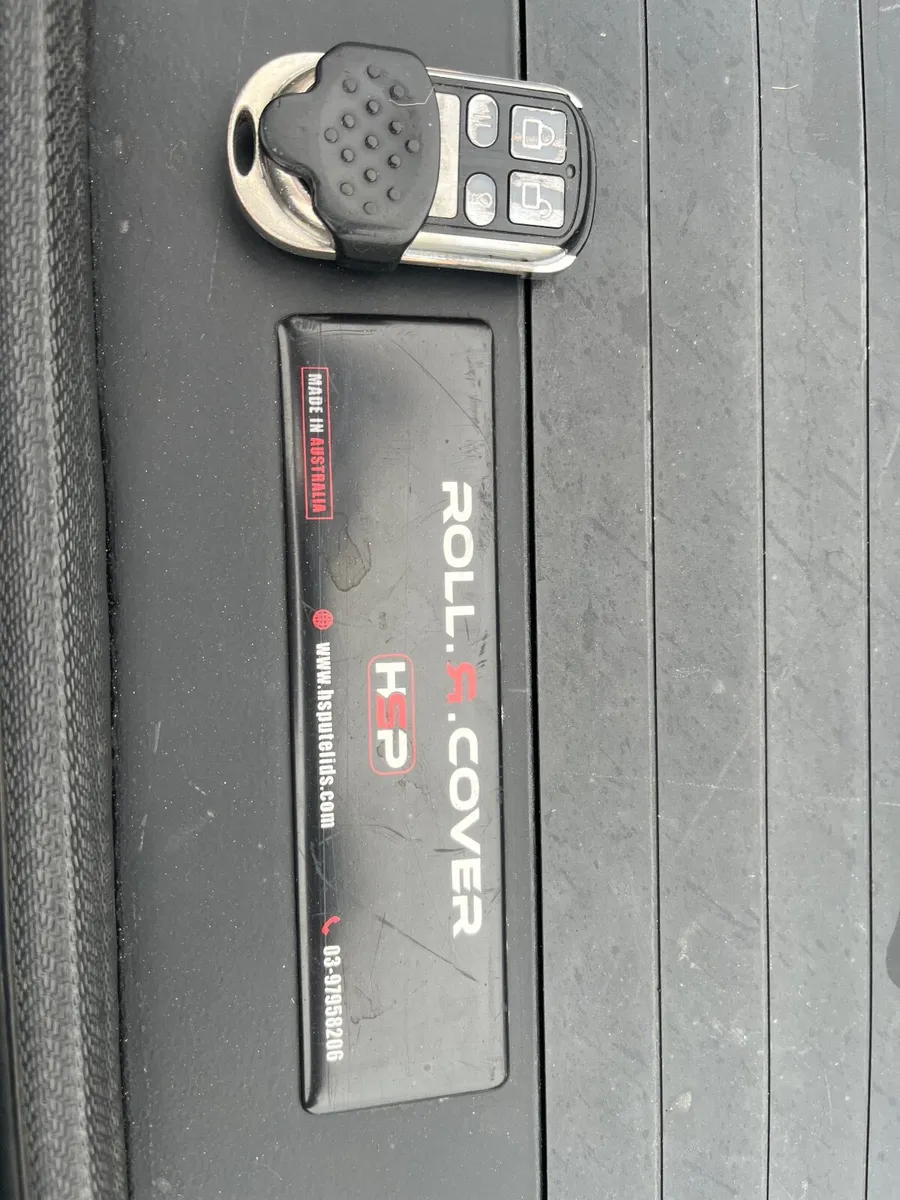 ROLL.R.COVER
HSP
MADE IN AUSTRALIA
www.hsputelids.com
03-97958206